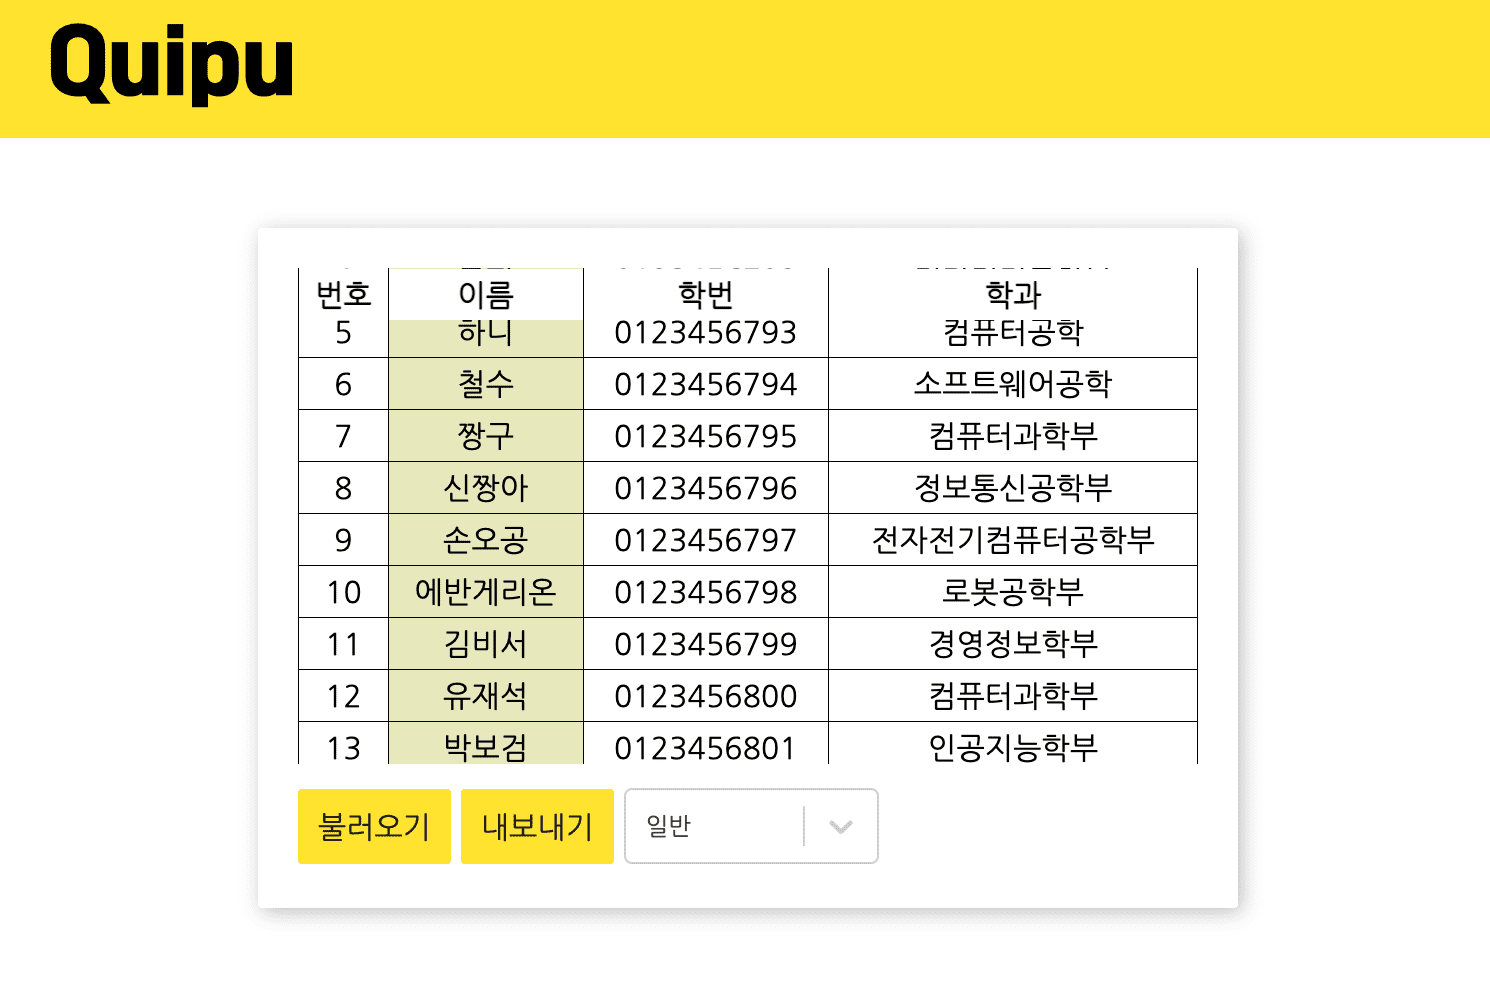 Quipu
번호 이름 학번 학과
5 하니 0123456793 컴퓨터공학
6 철수 0123456794 소프트웨어공학
7 짱구 0123456795 컴퓨터과학부
8 신짱아 0123456796 정보통신공학부
9 손오공 0123456797 전자전기컴퓨터공학부
10 에반게리온 0123456798 로봇공학부
11 김비서 0123456799 경영정보학부
12 유재석 0123456800 컴퓨터과학부
13 박보검 0123456801 인공지능학부
불러오기 내보내기 일반